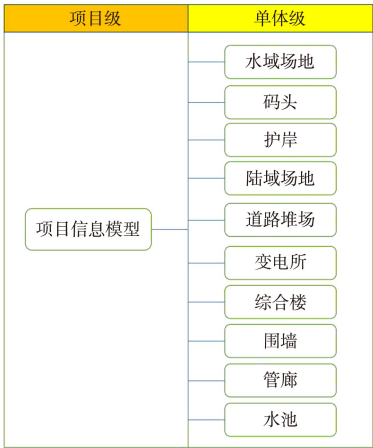 项目级
单体级
水域场地
码头
护岸
陆域场地
项目信息模型
道路堆场
变电所
综合楼
围墙
管廊
水池